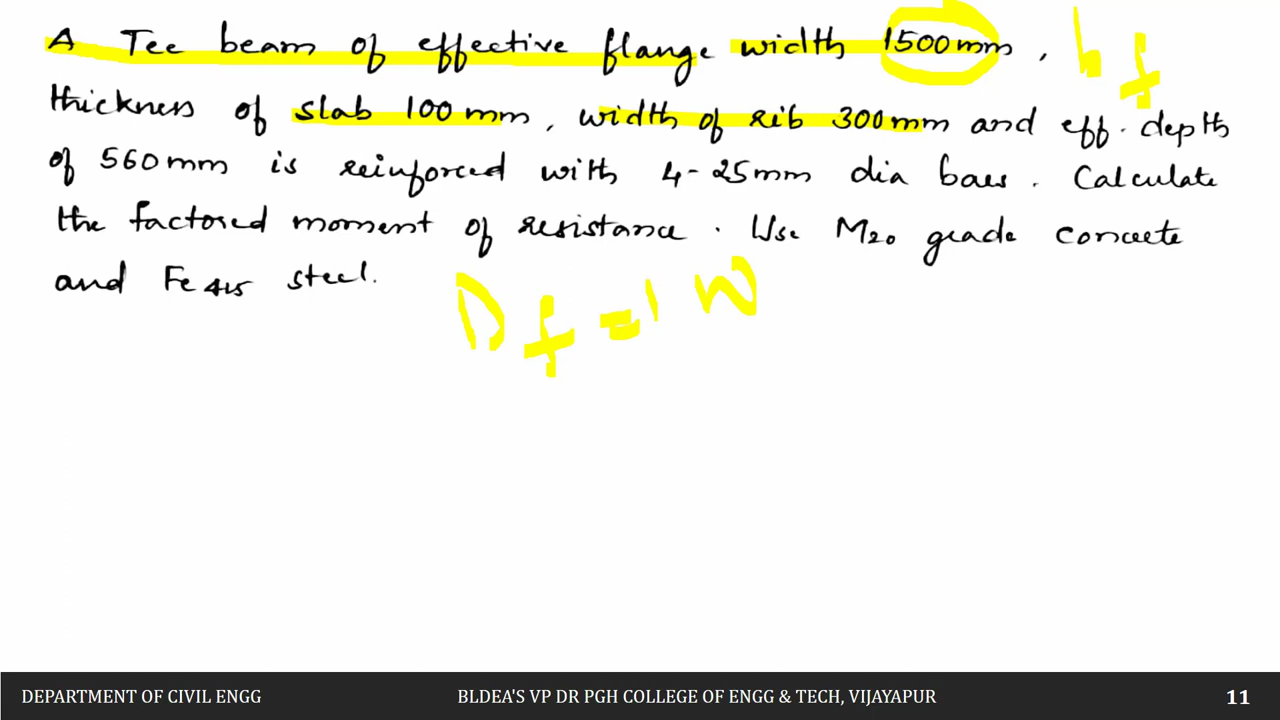 A Tee beam of effective flange width 1500mm, bf
thickness of slab 100mm, width of rib 300mm and eff. depth
of 560mm is reinforced with 4-25mm dia bars. Calculate
the factored moment of resistance. Use M20 grade concrete
and Fe415 steel.
Df = 1
DEPARTMENT OF CIVIL ENGG BLDEA'S VP DR PGH COLLEGE OF ENGG & TECH, VIJAYAPUR 11